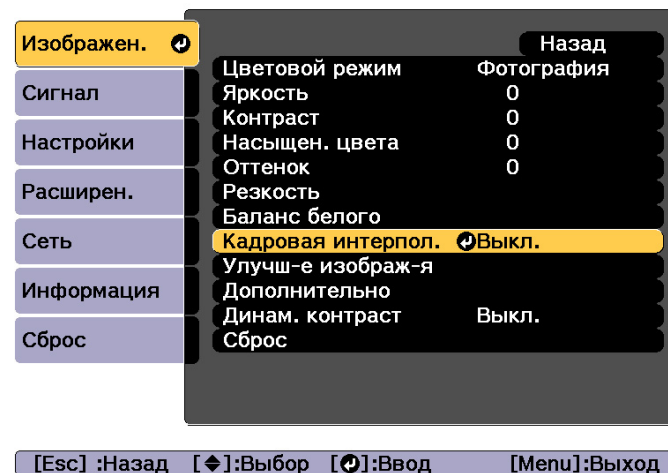 Изображен.
Сигнал
Настройки
Расширен.
Сеть
Информация
Сброс
Назад
Цветовой режим Фотография
Яркость 0
Контраст 0
Насыщен. цвета 0
Оттенок 0
Резкость
Баланс белого
Кадровая интерпол. Выкл.
Улучш-е изображ-я
Дополнительно
Динам. контраст Выкл.
Сброс
[Esc] :Назад [◆]:Выбор [↵]:Ввод [Menu]:Выход